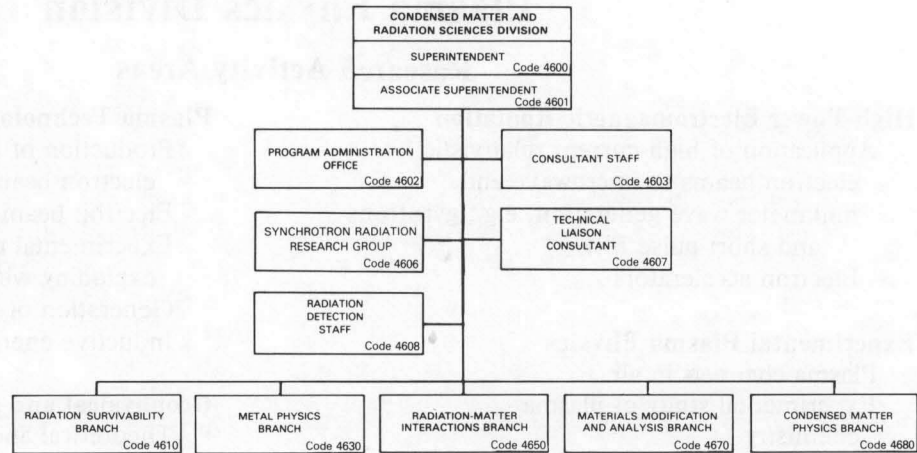 CONDENSED MATTER AND
RADIATION SCIENCES DIVISION
SUPERINTENDENT
Code 4600
ASSOCIATE SUPERINTENDENT
Code 4601
PROGRAM ADMINISTRATION
OFFICE
Code 4602
CONSULTANT STAFF
Code 4603
SYNCHROTRON RADIATION
RESEARCH GROUP
Code 4606
TECHNICAL
LIAISON
CONSULTANT
Code 4607
RADIATION
DETECTION
STAFF
Code 4608
RADIATION SURVIVABILITY
BRANCH
Code 4610
METAL PHYSICS
BRANCH
Code 4630
RADIATION-MATTER
INTERACTIONS BRANCH
Code 4650
MATERIALS MODIFICATION
AND ANALYSIS BRANCH
Code 4670
CONDENSED MATTER
PHYSICS BRANCH
Code 4680